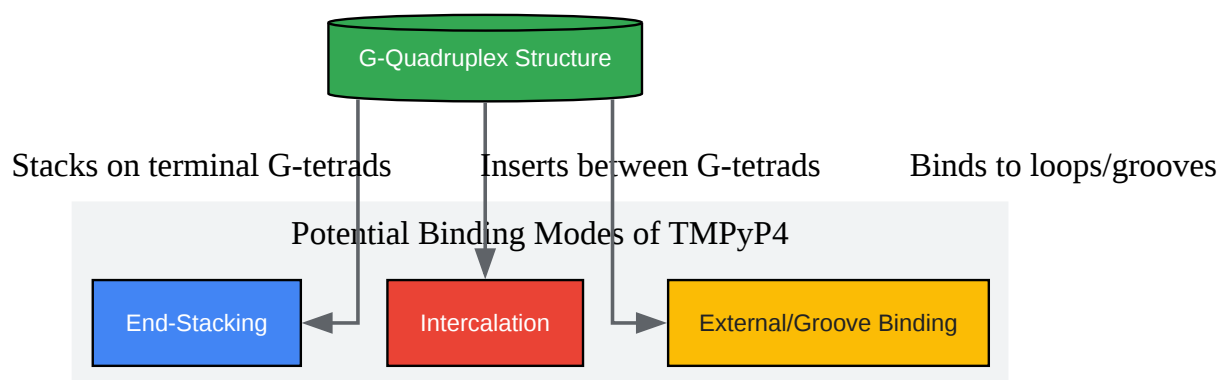 G-Quadruplex Structure
Stacks on terminal G-tetrads
Inserts between G-tetrads
Binds to loops/grooves
Potential Binding Modes of TMPyP4
End-Stacking
Intercalation
External/Groove Binding